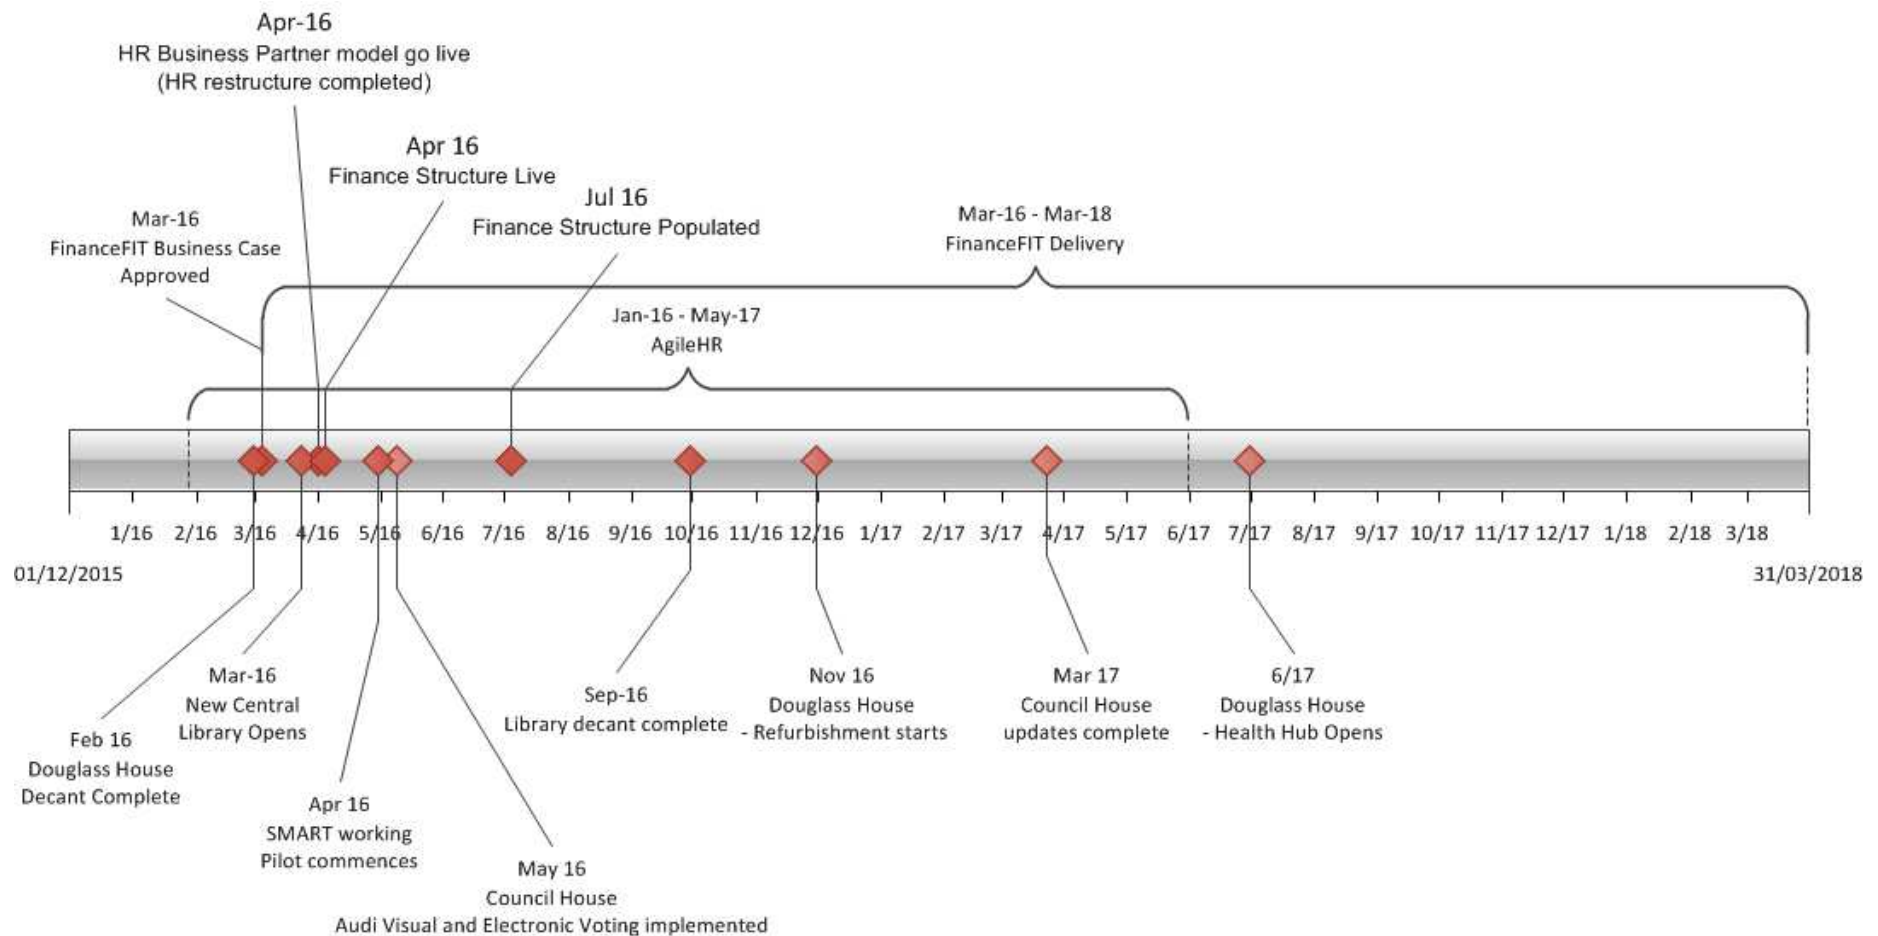 Apr-16
HR Business Partner model go live
(HR restructure completed)
Apr 16
Finance Structure Live
Jul 16
Finance Structure Populated
Mar-16
FinanceFIT Business Case
Approved
Mar-16 - Mar-18
FinanceFIT Delivery
Jan-16 - May-17
AgileHR
1/16 2/16 3/16 4/16 5/16 6/16 7/16 8/16 9/16 10/16 11/16 12/16 1/17 2/17 3/17 4/17 5/17 6/17 7/17 8/17 9/17 10/17 11/17 12/17 1/18 2/18 3/18
01/12/2015 31/03/2018
Feb 16
Douglass House
Decant Complete
Mar-16
New Central
Library Opens
Apr 16
SMART working
Pilot commences
May 16
Council House
Audi Visual and Electronic Voting implemented
Sep-16
Library decant complete
Nov 16
Douglass House
- Refurbishment starts
Mar 17
Council House
updates complete
6/17
Douglass House
- Health Hub Opens